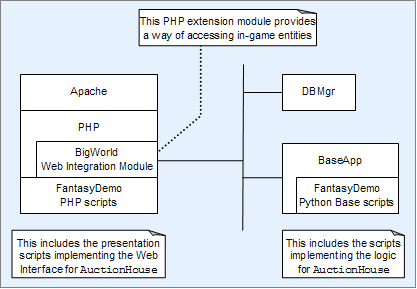 This PHP extension module provides
a way of accessing in-game entities
Apache
PHP
BigWorld
Web Integration Module
FantasyDemo
PHP scripts
DBMgr
BaseApp
FantasyDemo
Python Base scripts
This includes the presentation
scripts implementing the Web
Interface for AuctionHouse
This includes the scripts
implementing the logic
for AuctionHouse